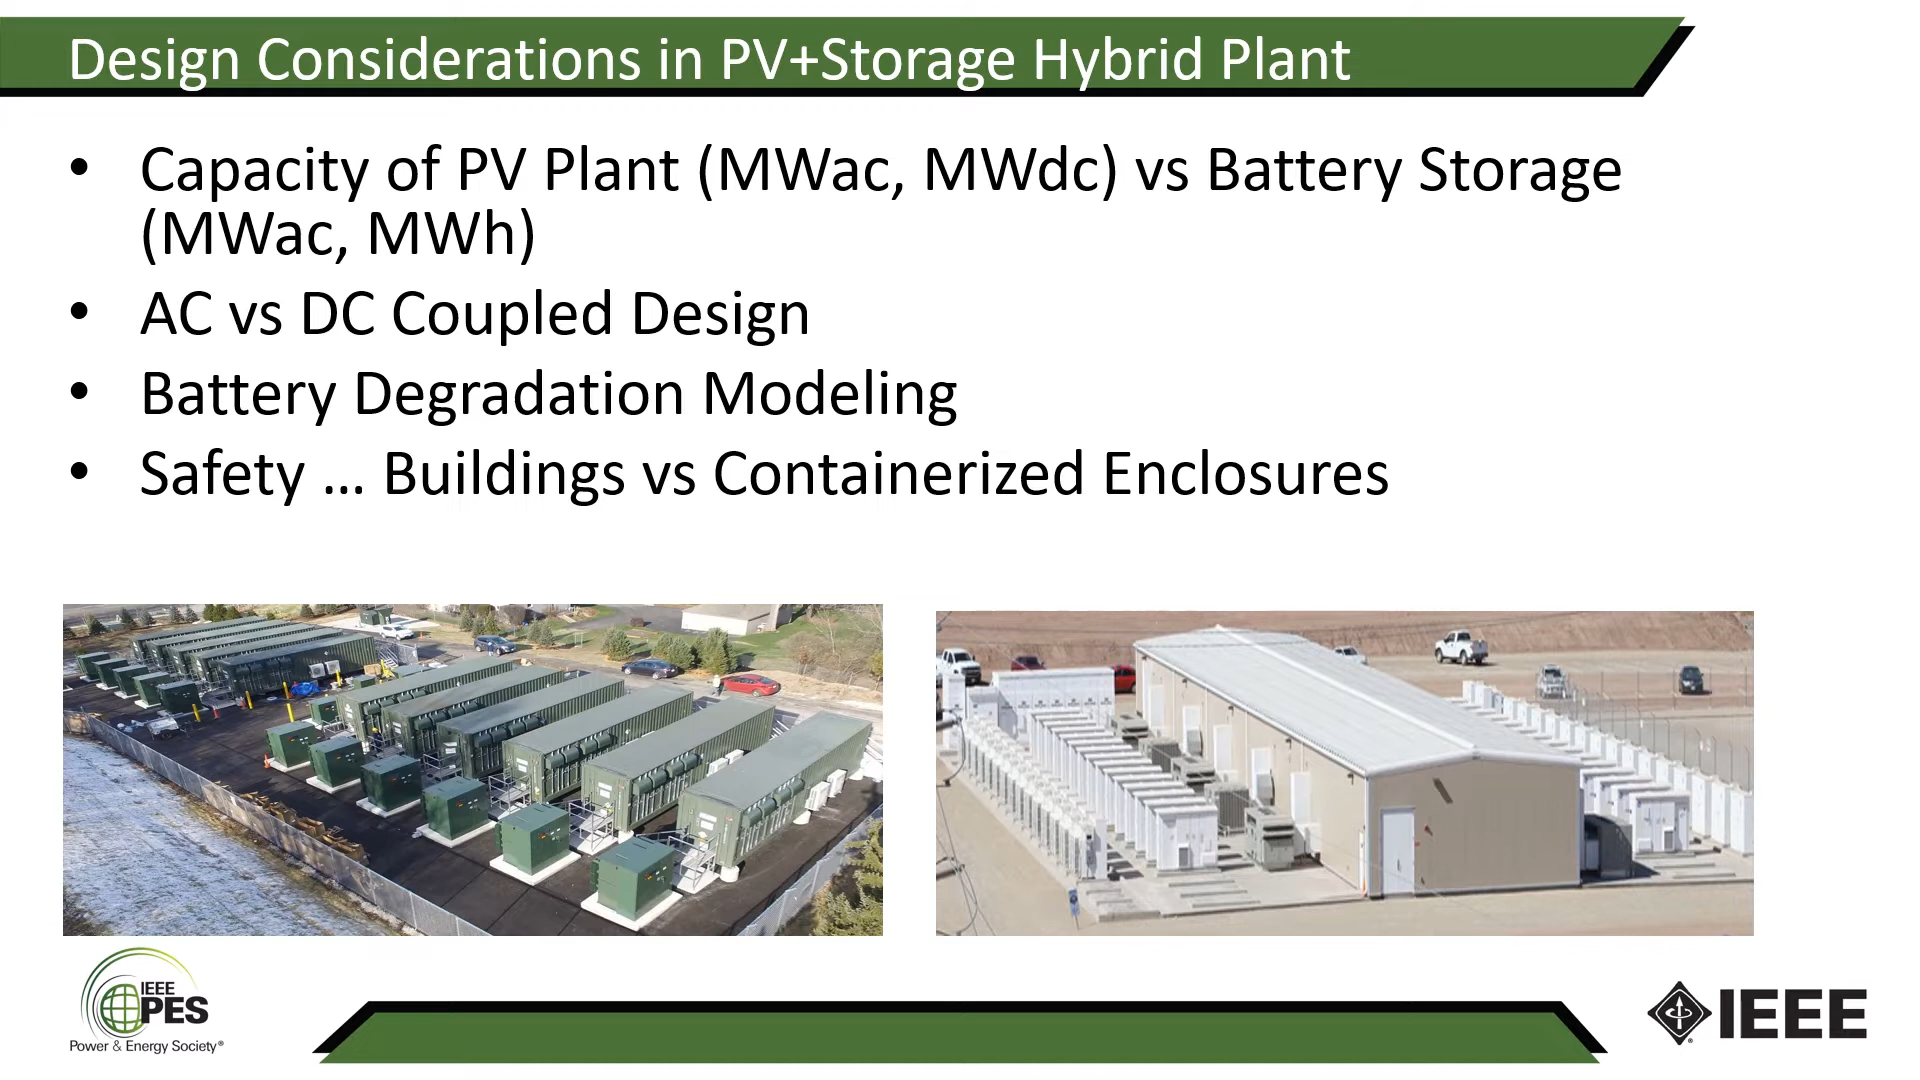 Design Considerations in PV+Storage Hybrid Plant
• Capacity of PV Plant (MWac, MWdc) vs Battery Storage
(MWac, MWh)
• AC vs DC Coupled Design
• Battery Degradation Modeling
• Safety … Buildings vs Containerized Enclosures
IEEE
PES
Power & Energy Society®
IEEE